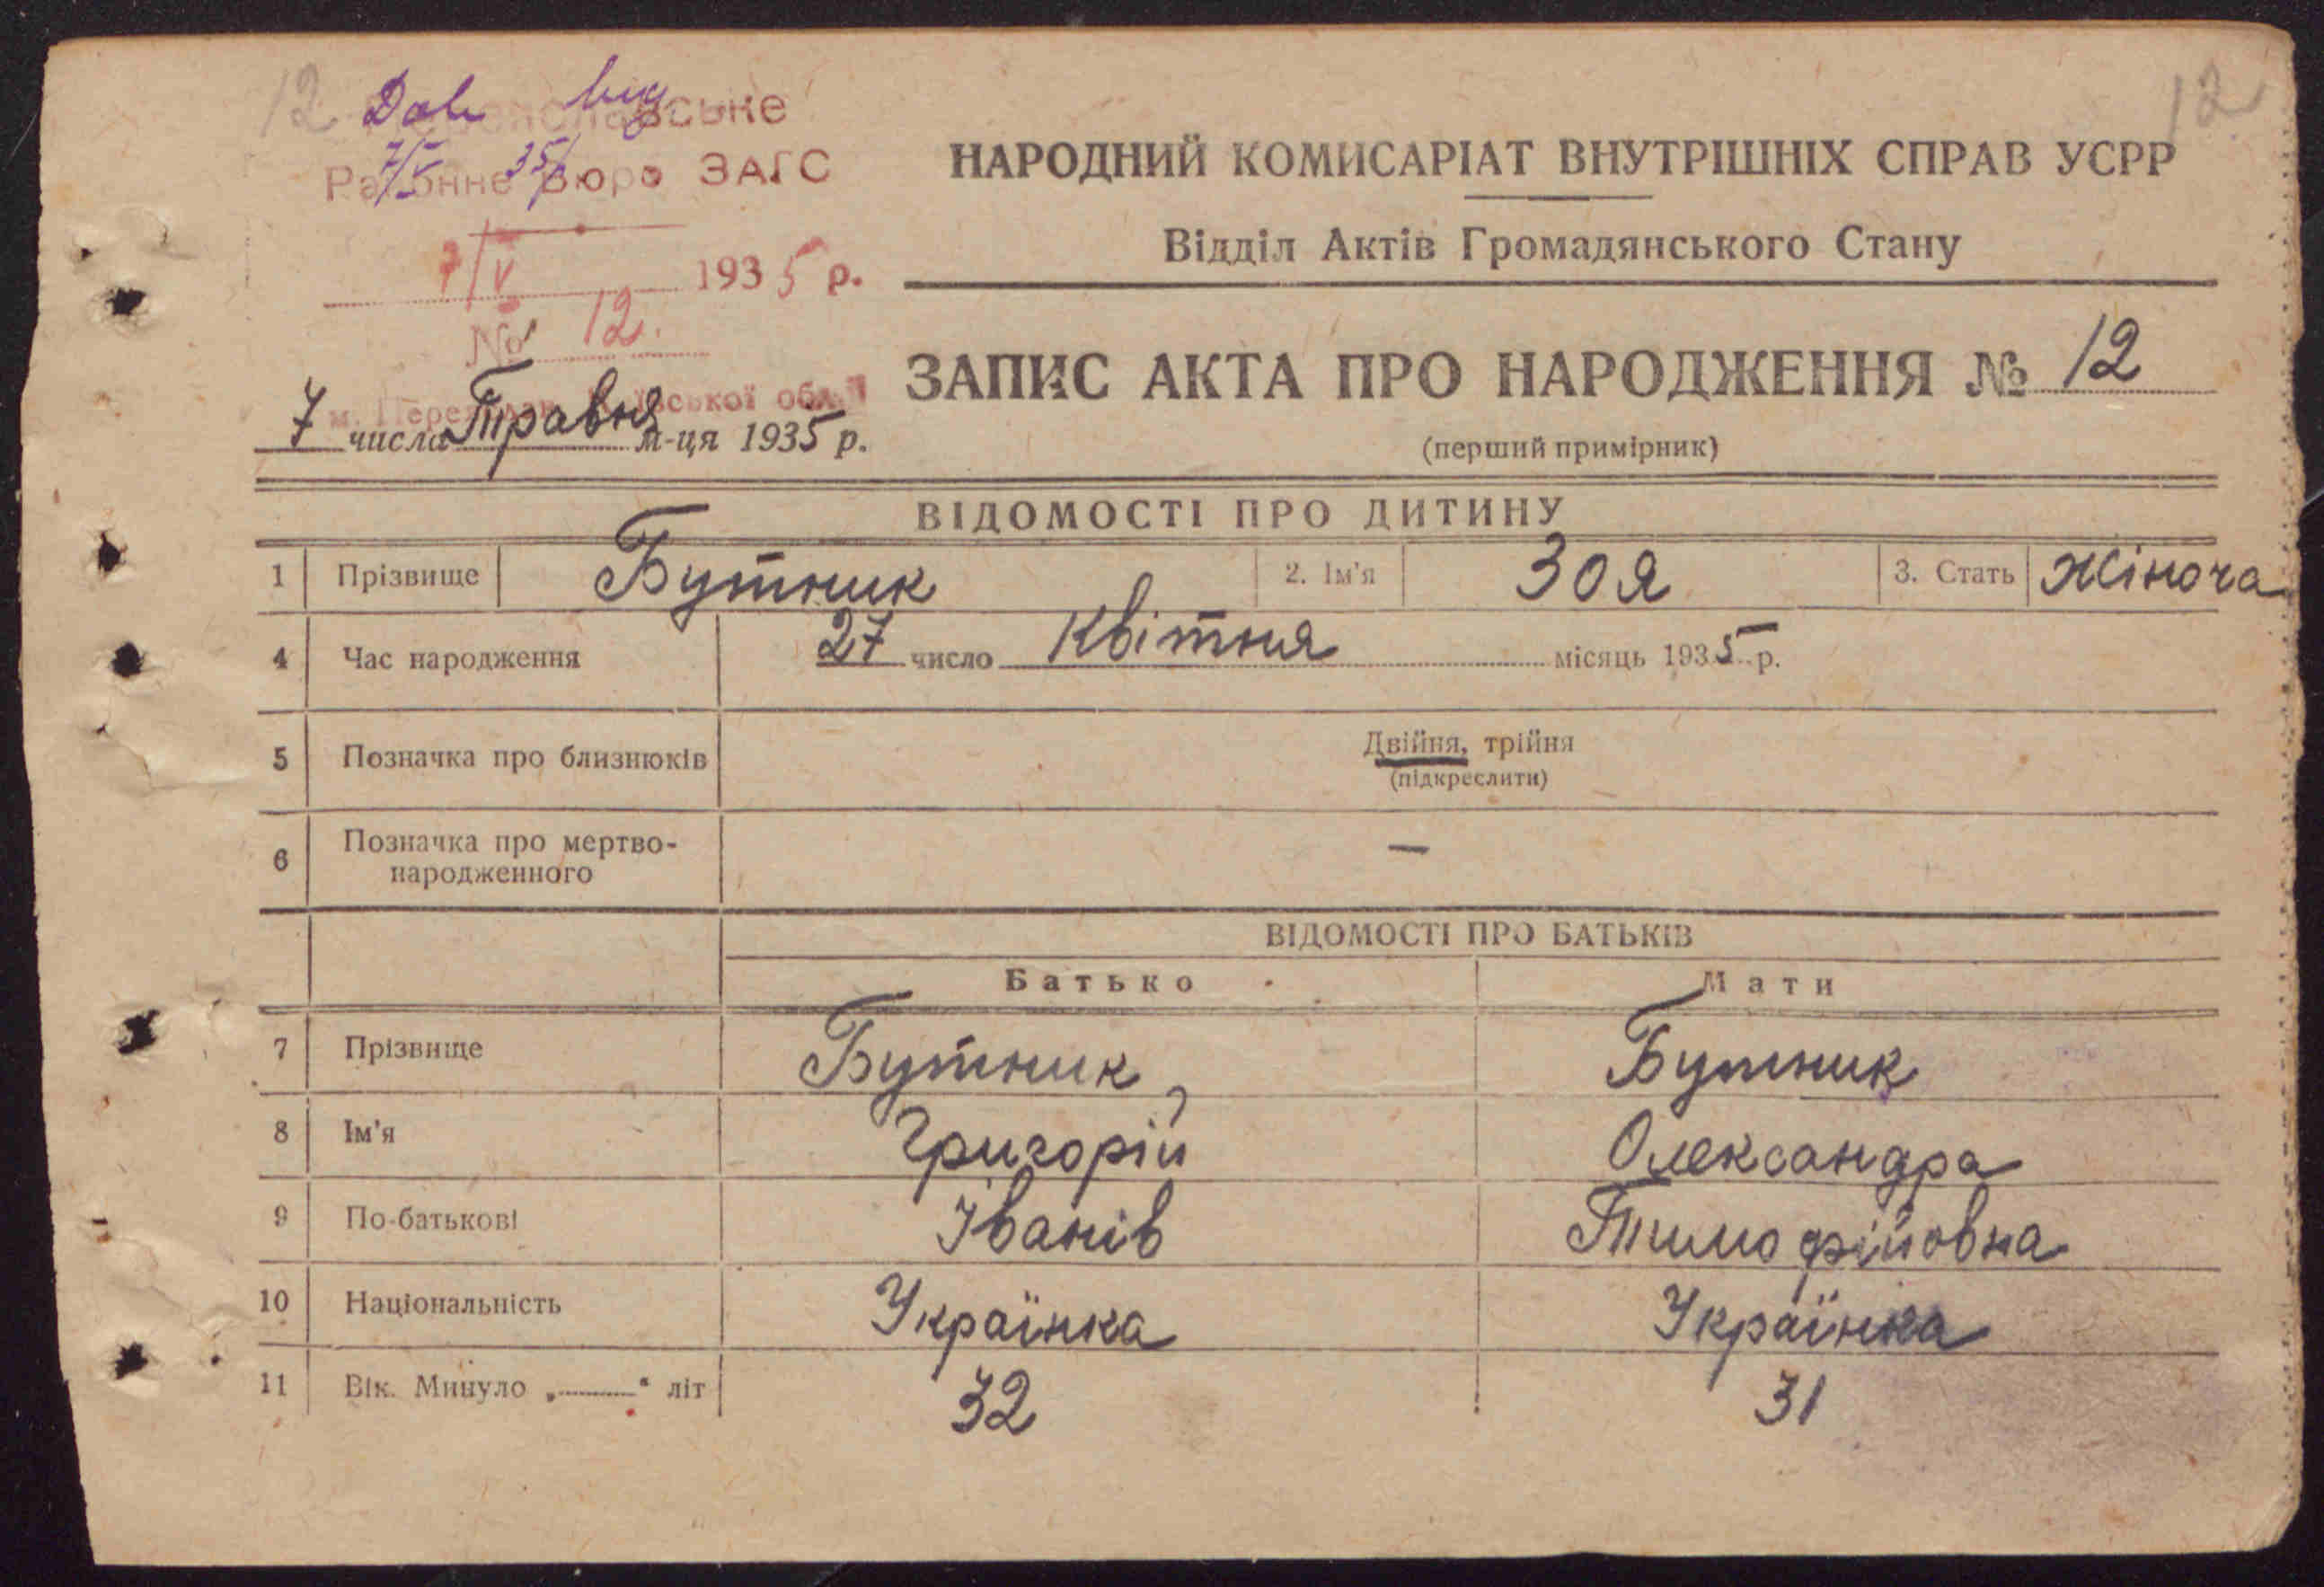 12 12
Районне Бюро ЗАГС
7/V 35
НАРОДНИЙ КОМИСАРІАТ ВНУТРІШНІХ СПРАВ УСРР
Відділ Актів Громадянського Стану
7/V 1935 р.
№ 12.
ЗАПИС АКТА ПРО НАРОДЖЕННЯ № 12
(перший примірник)
7 числа Травня м-ця 1935 р.
ВІДОМОСТІ ПРО ДИТИНУ
1 Прізвище Бутник 2. Ім'я Зоя 3. Стать Жіноча
4 Час народження 27 число Квітня місяць 1935 р.
5 Позначка про близнюків Двійня, трійня
(підкреслити)
6 Позначка про мертво-
народженного —
ВІДОМОСТІ ПРО БАТЬКІВ
Батько Мати
7 Прізвище Бутник Бутник
8 Ім'я Григорій Олександра
9 По-батькові Іванів Тимофійовна
10 Національність Українка Українка
11 Вік. Минуло „ “ літ 32 31